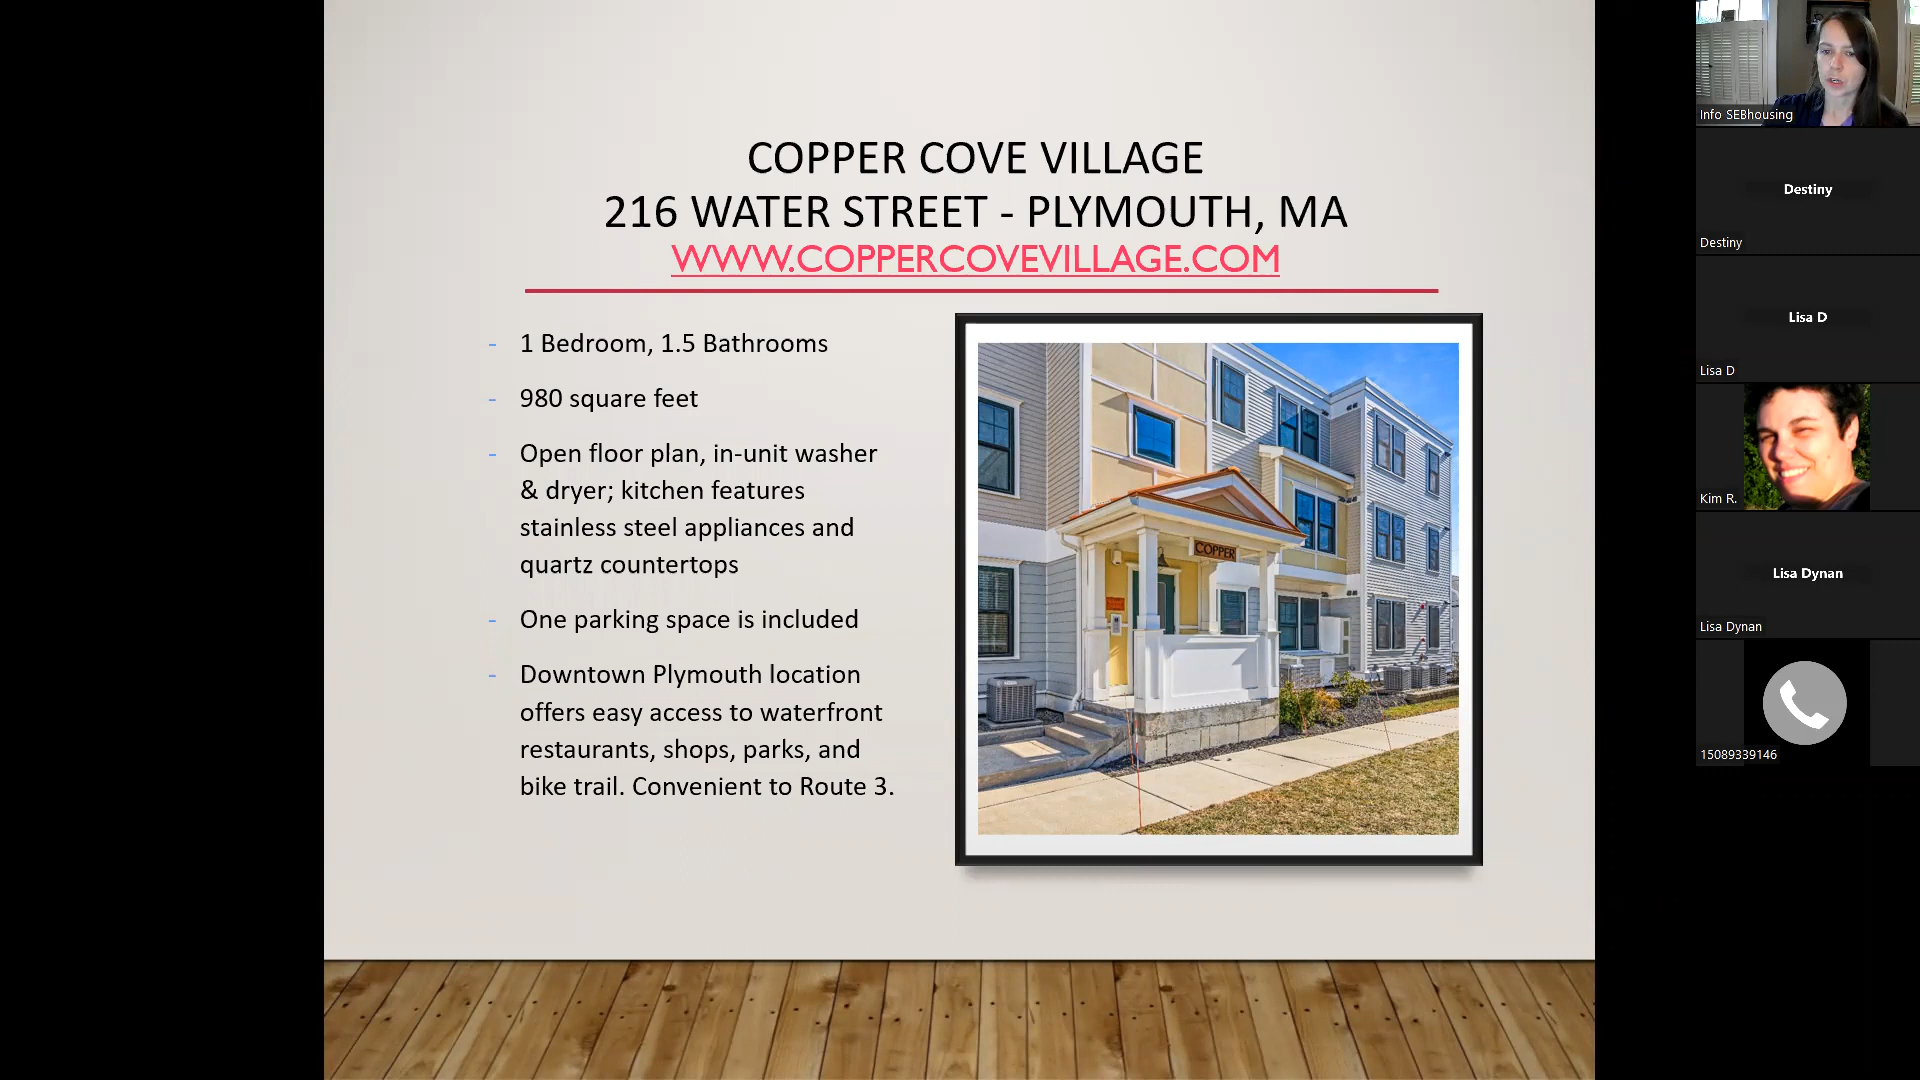 COPPER COVE VILLAGE
216 WATER STREET - PLYMOUTH, MA
WWW.COPPERCOVEVILLAGE.COM
- 1 Bedroom, 1.5 Bathrooms
- 980 square feet
- Open floor plan, in-unit washer
& dryer; kitchen features
stainless steel appliances and
quartz countertops
- One parking space is included
- Downtown Plymouth location
offers easy access to waterfront
restaurants, shops, parks, and
bike trail. Convenient to Route 3.
COPPER
Info SEBhousing
Destiny
Destiny
Lisa D
Lisa D
Kim R.
Lisa Dynan
Lisa Dynan
15089339146